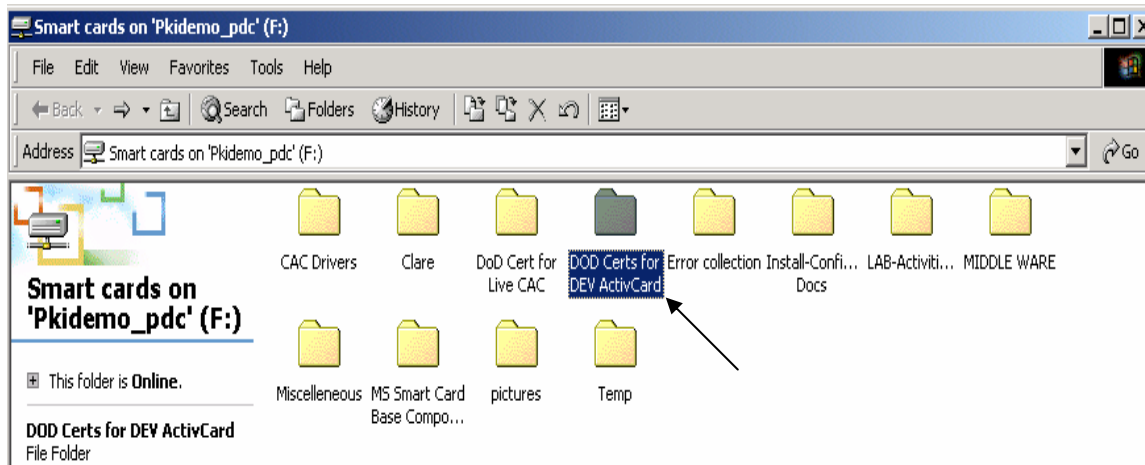 Smart cards on 'Pkidemo_pdc' (F:)
File Edit View Favorites Tools Help
Back Search Folders History
Address Smart cards on 'Pkidemo_pdc' (F:) Go
Smart cards on
'Pkidemo_pdc' (F:)
This folder is Online.
DOD Certs for DEV ActivCard
File Folder
CAC Drivers
Clare
DoD Cert for
Live CAC
DOD Certs for
DEV ActivCard
Error collection
Install-Confi...
Docs
LAB-Activiti...
MIDDLE WARE
Miscelleneous
MS Smart Card
Base Compo...
pictures
Temp